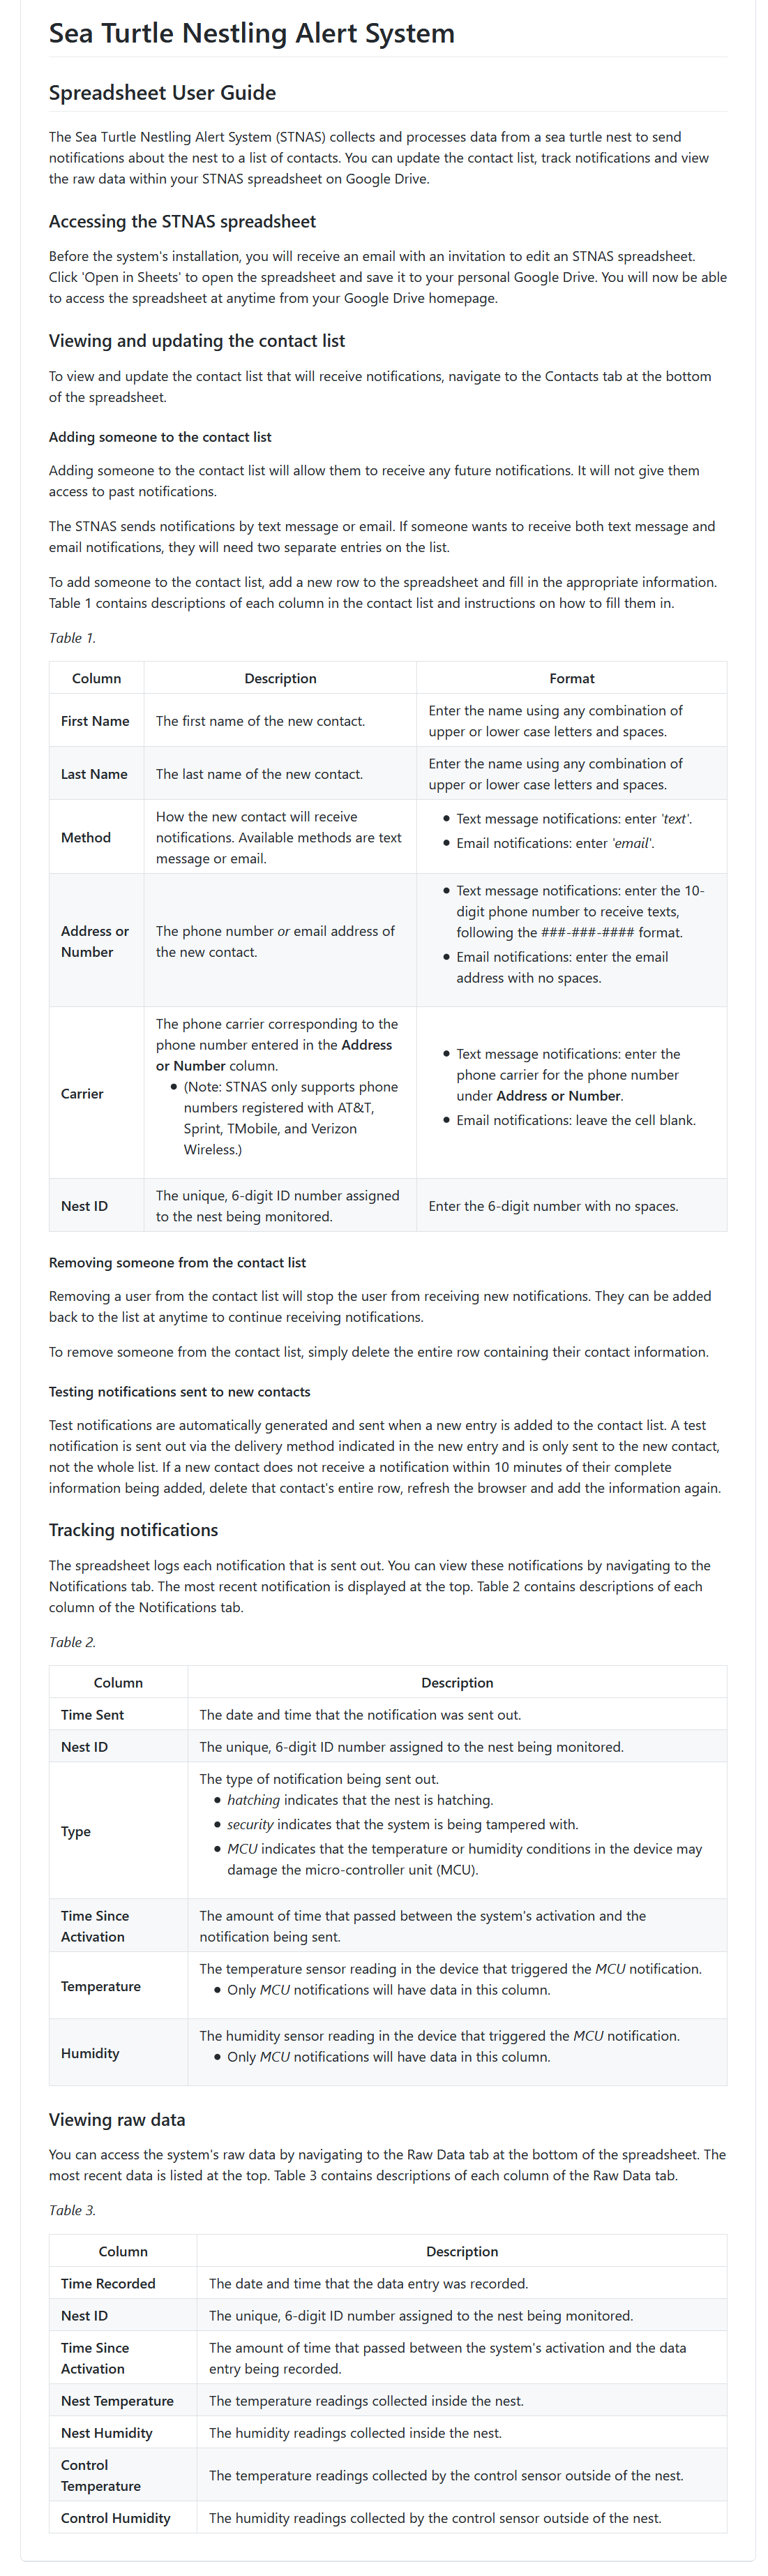 Sea Turtle Nestling Alert System
Spreadsheet User Guide
The Sea Turtle Nestling Alert System (STNAS) collects and processes data from a sea turtle nest to send
notifications about the nest to a list of contacts. You can update the contact list, track notifications and view
the raw data within your STNAS spreadsheet on Google Drive.
Accessing the STNAS spreadsheet
Before the system's installation, you will receive an email with an invitation to edit an STNAS spreadsheet.
Click 'Open in Sheets' to open the spreadsheet and save it to your personal Google Drive. You will now be able
to access the spreadsheet at anytime from your Google Drive homepage.
Viewing and updating the contact list
To view and update the contact list that will receive notifications, navigate to the Contacts tab at the bottom
of the spreadsheet.
Adding someone to the contact list
Adding someone to the contact list will allow them to receive any future notifications. It will not give them
access to past notifications.
The STNAS sends notifications by text message or email. If someone wants to receive both text message and
email notifications, they will need two separate entries on the list.
To add someone to the contact list, add a new row to the spreadsheet and fill in the appropriate information.
Table 1 contains descriptions of each column in the contact list and instructions on how to fill them in.
Table 1.
Column Description Format
First Name The first name of the new contact. Enter the name using any combination of
upper or lower case letters and spaces.
Last Name The last name of the new contact. Enter the name using any combination of
upper or lower case letters and spaces.
Method
How the new contact will receive
notifications. Available methods are text
message or email.
• Text message notifications: enter 'text'.
• Email notifications: enter 'email'.
Address or
Number
The phone number or email address of
the new contact.
• Text message notifications: enter the 10-
digit phone number to receive texts,
following the ###-###-#### format.
• Email notifications: enter the email
address with no spaces.
Carrier
The phone carrier corresponding to the
phone number entered in the Address
or Number column.
• (Note: STNAS only supports phone
numbers registered with AT&T,
Sprint, TMobile, and Verizon
Wireless.)
• Text message notifications: enter the
phone carrier for the phone number
under Address or Number.
• Email notifications: leave the cell blank.
Nest ID
The unique, 6-digit ID number assigned
to the nest being monitored.
Enter the 6-digit number with no spaces.
Removing someone from the contact list
Removing a user from the contact list will stop the user from receiving new notifications. They can be added
back to the list at anytime to continue receiving notifications.
To remove someone from the contact list, simply delete the entire row containing their contact information.
Testing notifications sent to new contacts
Test notifications are automatically generated and sent when a new entry is added to the contact list. A test
notification is sent out via the delivery method indicated in the new entry and is only sent to the new contact,
not the whole list. If a new contact does not receive a notification within 10 minutes of their complete
information being added, delete that contact's entire row, refresh the browser and add the information again.
Tracking notifications
The spreadsheet logs each notification that is sent out. You can view these notifications by navigating to the
Notifications tab. The most recent notification is displayed at the top. Table 2 contains descriptions of each
column of the Notifications tab.
Table 2.
Column Description
Time Sent The date and time that the notification was sent out.
Nest ID The unique, 6-digit ID number assigned to the nest being monitored.
Type
The type of notification being sent out.
• hatching indicates that the nest is hatching.
• security indicates that the system is being tampered with.
• MCU indicates that the temperature or humidity conditions in the device may
damage the micro-controller unit (MCU).
Time Since
Activation
The amount of time that passed between the system's activation and the
notification being sent.
Temperature
The temperature sensor reading in the device that triggered the MCU notification.
• Only MCU notifications will have data in this column.
Humidity
The humidity sensor reading in the device that triggered the MCU notification.
• Only MCU notifications will have data in this column.
Viewing raw data
You can access the system's raw data by navigating to the Raw Data tab at the bottom of the spreadsheet. The
most recent data is listed at the top. Table 3 contains descriptions of each column of the Raw Data tab.
Table 3.
Column Description
Time Recorded The date and time that the data entry was recorded.
Nest ID The unique, 6-digit ID number assigned to the nest being monitored.
Time Since
Activation
The amount of time that passed between the system's activation and the data
entry being recorded.
Nest Temperature The temperature readings collected inside the nest.
Nest Humidity The humidity readings collected inside the nest.
Control
Temperature
The temperature readings collected by the control sensor outside of the nest.
Control Humidity The humidity readings collected by the control sensor outside of the nest.